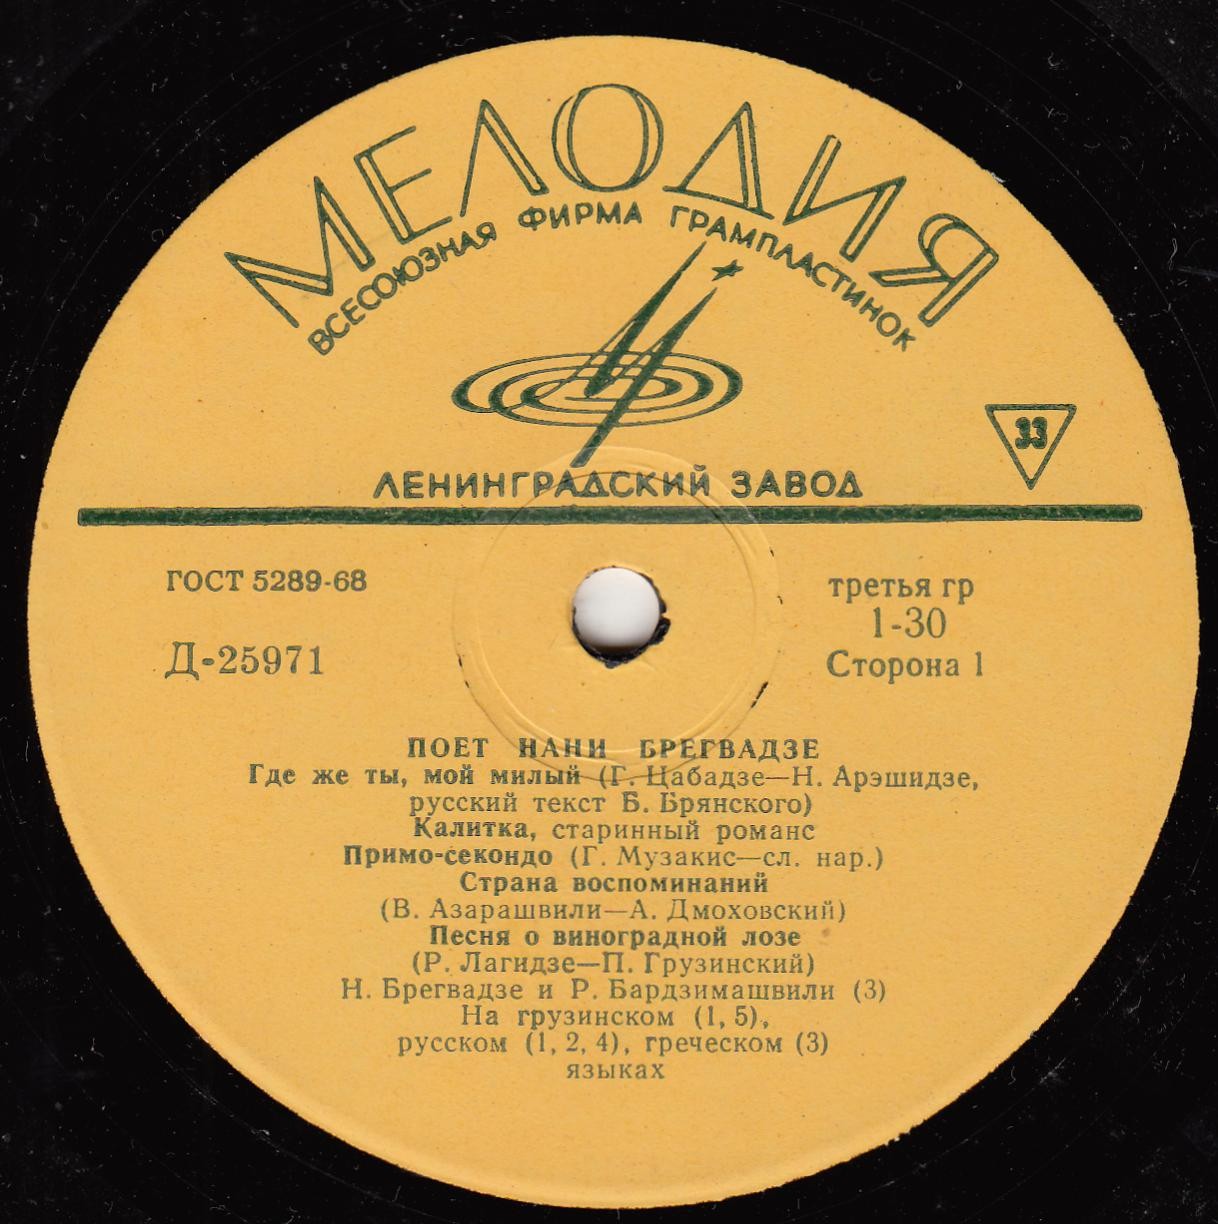 МЕЛОДИЯ
ВСЕСОЮЗНАЯ ФИРМА ГРАМПЛАСТИНОК
33
ЛЕНИНГРАДСКИЙ ЗАВОД
ГОСТ 5289-68
третья гр
1-30
Д-25971
Сторона 1
ПОЕТ НАНИ БРЕГВАДЗЕ
Где же ты, мой милый (Г. Цабадзе—Н. Арэшидзе,
русский текст Б. Брянского)
Калитка, старинный романс
Примо-секондо (Г. Музакис—сл. нар.)
Страна воспоминаний
(В. Азарашвили—А. Дмоховский)
Песня о виноградной лозе
(Р. Лагидзе—П. Грузинский)
Н. Брегвадзе и Р. Бардзимашвили (3)
На грузинском (1, 5),
русском (1, 2, 4), греческом (3)
языках